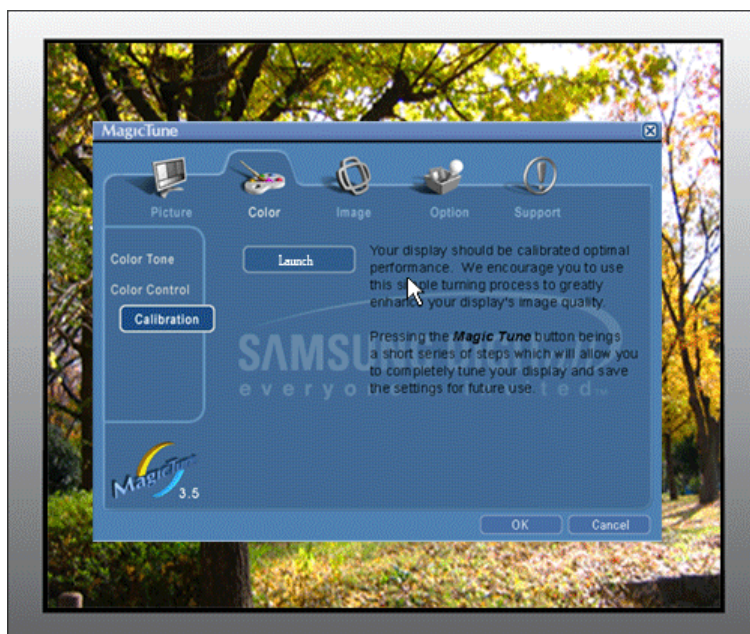 MagicTune
Picture Color Image Option Support
Color Tone
Color Control
Calibration
Launch
Your display should be calibrated optimal
performance. We encourage you to use
this simple turning process to greatly
enhance your display's image quality.
Pressing the Magic Tune button beings
a short series of steps which will allow you
to completely tune your display and save
the settings for future use.
MagicTune
3.5
OK Cancel